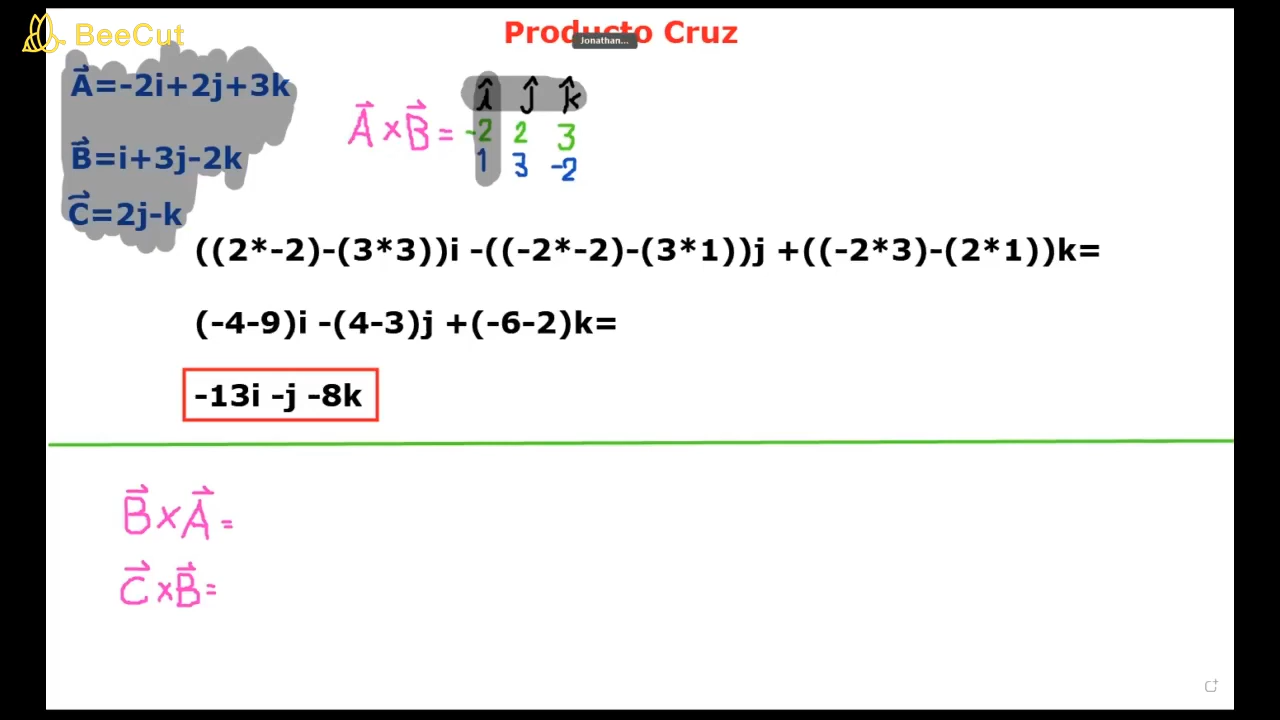 BeeCut
Producto Cruz
Jonathan...
A⃗=-2i+2j+3k
B⃗=i+3j-2k
C⃗=2j-k
î ĵ k̂
A⃗×B⃗= -2 2 3
1 3 -2
((2*-2)-(3*3))i -((-2*-2)-(3*1))j +((-2*3)-(2*1))k=
(-4-9)i -(4-3)j +(-6-2)k=
-13i -j -8k
B⃗×A⃗=
C⃗×B⃗=